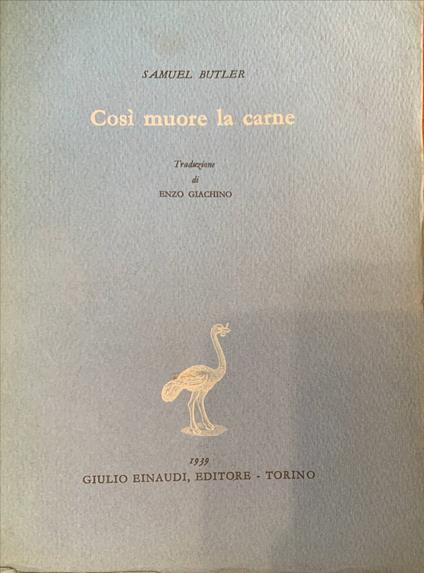 SAMUEL BUTLER
Così muore la carne
Traduzione
di
ENZO GIACHINO
1939
GIULIO EINAUDI, EDITORE - TORINO